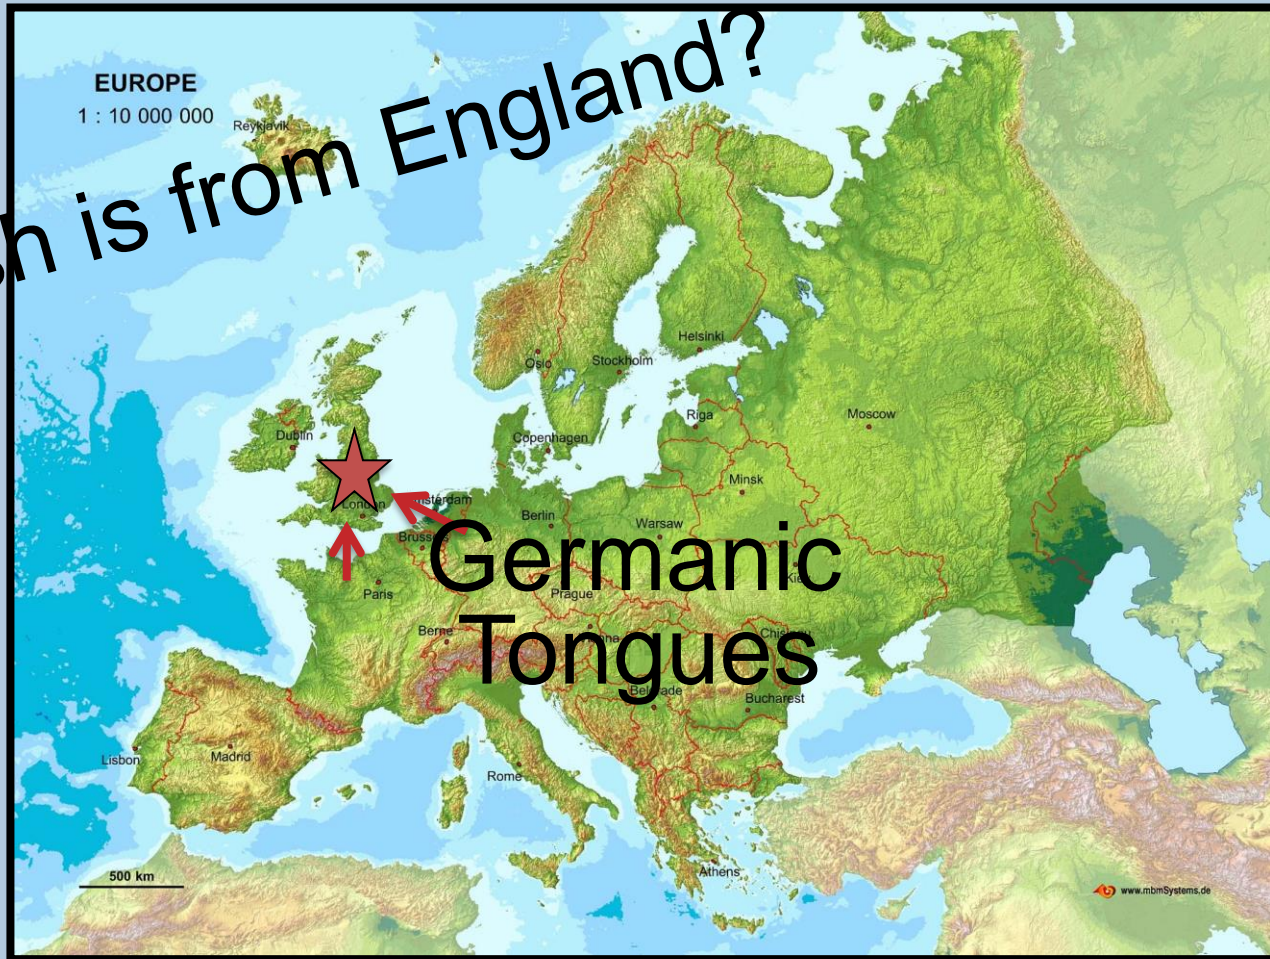 h is from England?
EUROPE
1 : 10 000 000
Reykjavik
Helsinki
Oslo
Stockholm
Riga
Moscow
Dublin
Copenhagen
Minsk
London
Berlin
Warsaw
Germanic
Tongues
Paris
Prague
Berne
Bucharest
Lisbon
Madrid
Rome
Athens
500 km
www.mbmSystems.de